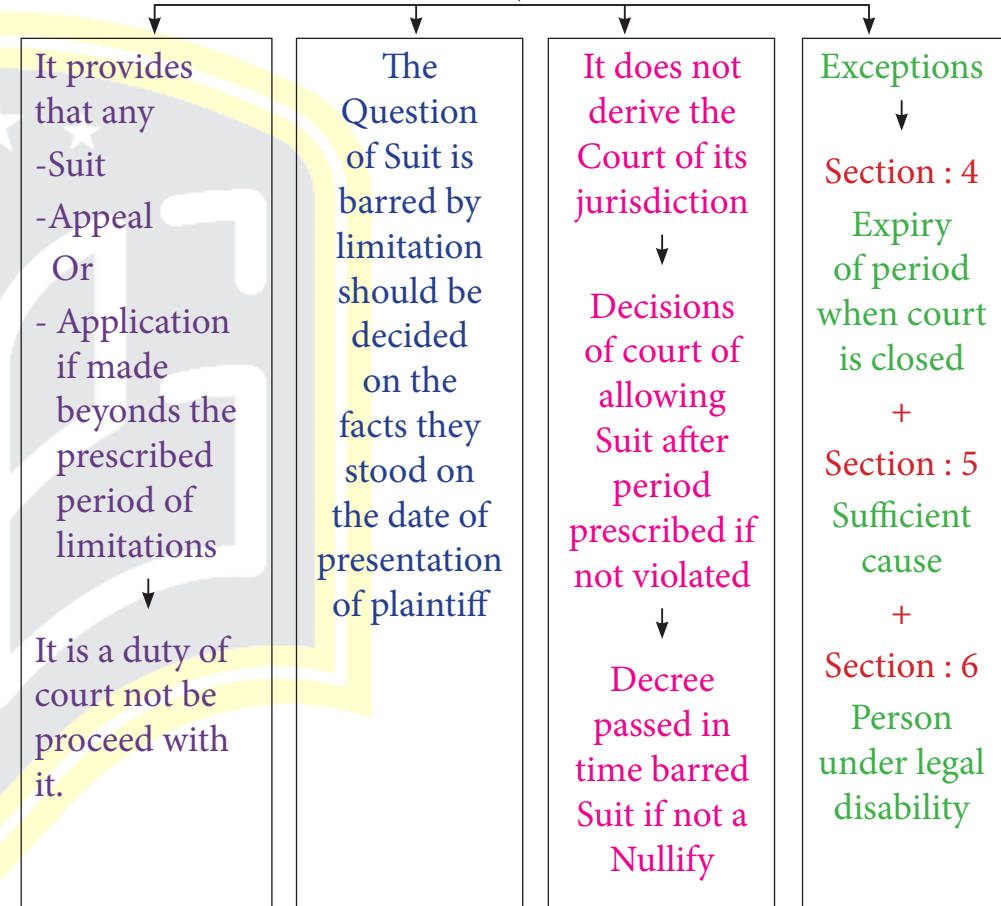 It provides
that any
-Suit
-Appeal
Or
- Application
if made
beyonds the
prescribed
period of
limitations
It is a duty of
court not be
proceed with
it.
The
Question
of Suit is
barred by
limitation
should be
decided
on the
facts they
stood on
the date of
presentation
of plaintiff
It does not
derive the
Court of its
jurisdiction
Decisions
of court of
allowing
Suit after
period
prescribed if
not violated
Decree
passed in
time barred
Suit if not a
Nullify
Exceptions
Section : 4
Expiry
of period
when court
is closed
+
Section : 5
Sufficient
cause
+
Section : 6
Person
under legal
disability